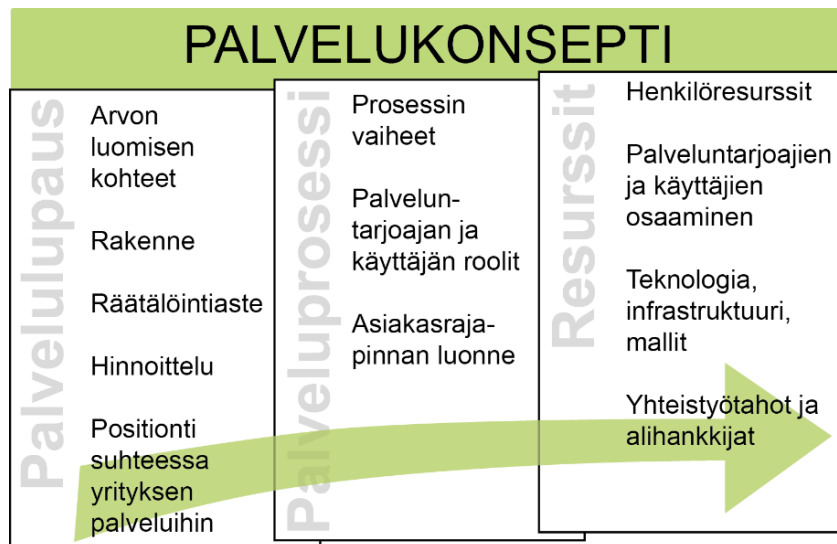 PALVELUKONSEPTI
Palvelulupaus
Arvon
luomisen
kohteet
Rakenne
Räätälöintiaste
Hinnoittelu
Positionti
suhteessa
yrityksen
palveluihin
Palveluprosessi
Prosessin
vaiheet
Palvelun-
tarjoajan ja
käyttäjän roolit
Asiakasraja-
pinnan luonne
Resurssit
Henkilöresurssit
Palveluntarjoajien
ja käyttäjien
osaaminen
Teknologia,
infrastruktuuri,
mallit
Yhteistyötahot ja
alihankkijat